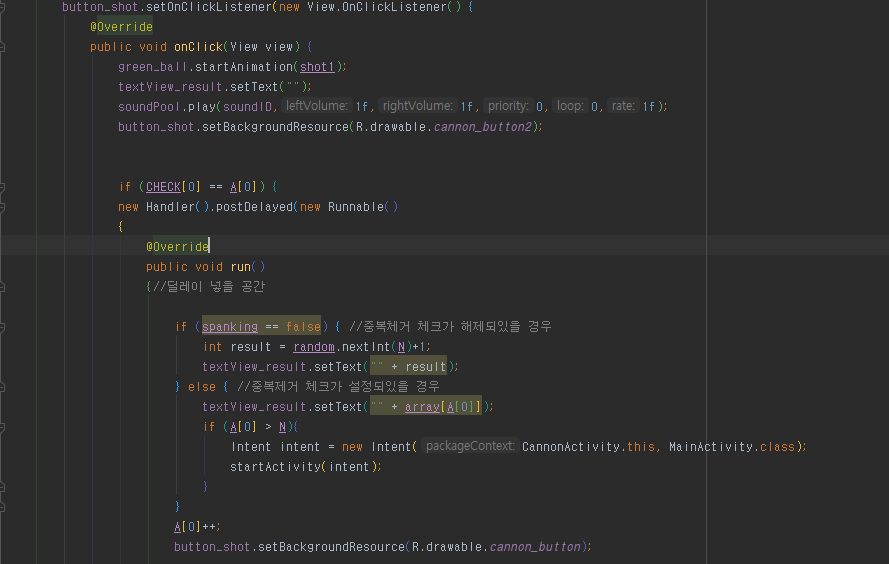 button_shot.setOnClickListener(new View.OnClickListener() {
@Override
public void onClick(View view) {
green_ball.startAnimation(shot1);
textView_result.setText("");
soundPool.play(soundID, leftVolume: 1f, rightVolume: 1f, priority: 0, loop: 0, rate: 1f);
button_shot.setBackgroundResource(R.drawable.cannon_button2);
if (CHECK[0] == A[0]) {
new Handler().postDelayed(new Runnable()
{
@Override
public void run()
{//딜레이 넣을 공간
if (spanking == false) { //중복체거 체크가 해제되있을 경우
int result = random.nextInt(N)+1;
textView_result.setText("" + result);
} else { //중복제거 체크가 설정되있을 경우
textView_result.setText("" + array[A[0]]);
if (A[0] > N){
Intent intent = new Intent( packageContext: CannonActivity.this, MainActivity.class);
startActivity(intent);
}
}
A[0]++;
button_shot.setBackgroundResource(R.drawable.cannon_button);